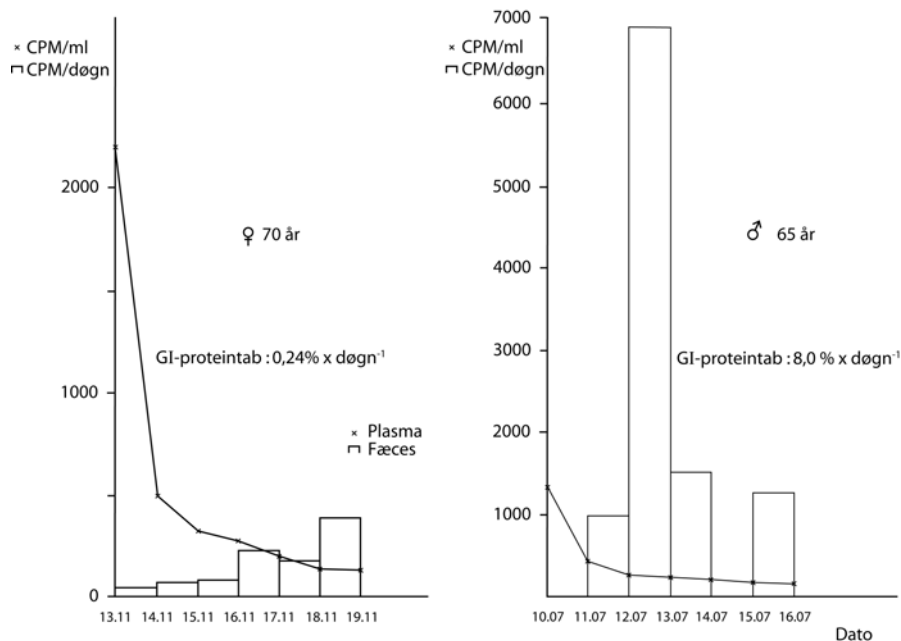 × CPM/ml
CPM/døgn
2000
1000
0
♀ 70 år
GI-proteintab : 0,24% x døgn⁻¹
× Plasma
Fæces
13.11 14.11 15.11 16.11 17.11 18.11 19.11
7000
6000
5000
4000
3000
2000
1000
× CPM/ml
CPM/døgn
♂ 65 år
GI-proteintab : 8,0 % x døgn⁻¹
10.07 11.07 12.07 13.07 14.07 15.07 16.07
Dato